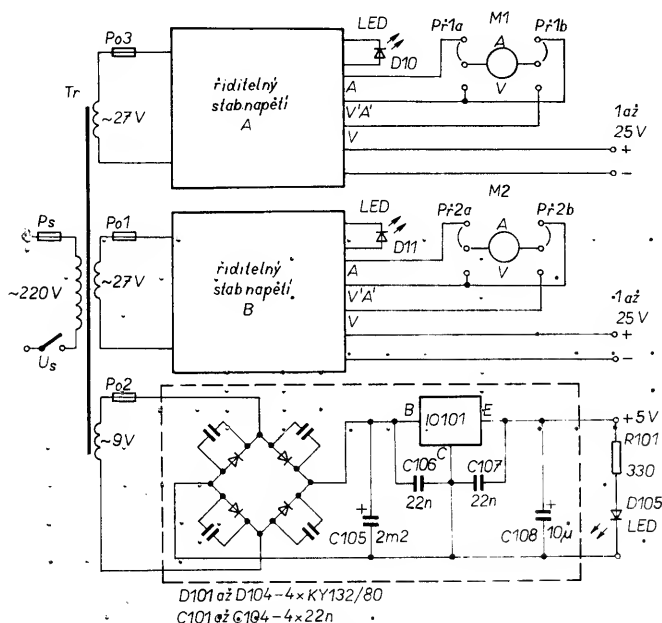 Po3
Tr
~27V
řiditelný
stab napětí
A
LED
D10
A
V'A'
V
Př1a
M1
Př1b
A
V
1 až
25 V
+
-
Ps
~220V
Us
Po1
~27V
řiditelný
stab napětí
B
LED
D11
A
V'A'
V
Př2a
M2
Př2b
A
V
1 až
25 V
+
-
Po2
~9V
B
IO101
E
C
C106
22n
C107
22n
+
C105
2m2
+
C108
10µ
+5V
R101
330
D105
LED
D101 až D104-4×KY132/80
C101 až C104-4×22n